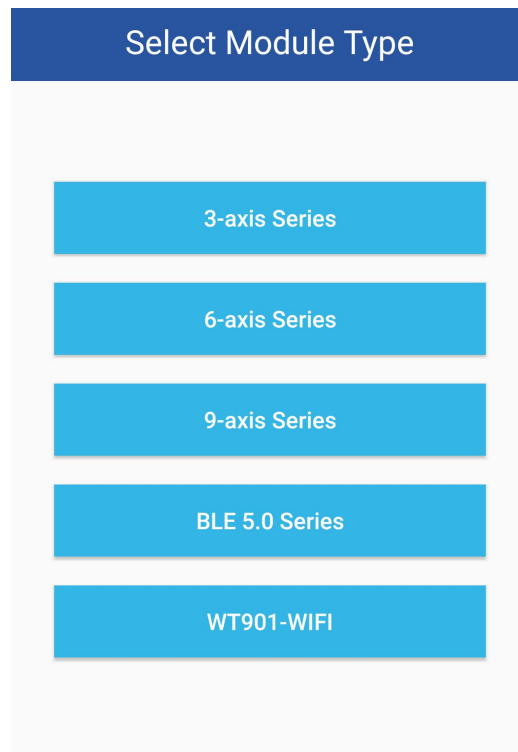 Select Module Type
3-axis Series
6-axis Series
9-axis Series
BLE 5.0 Series
WT901-WIFI